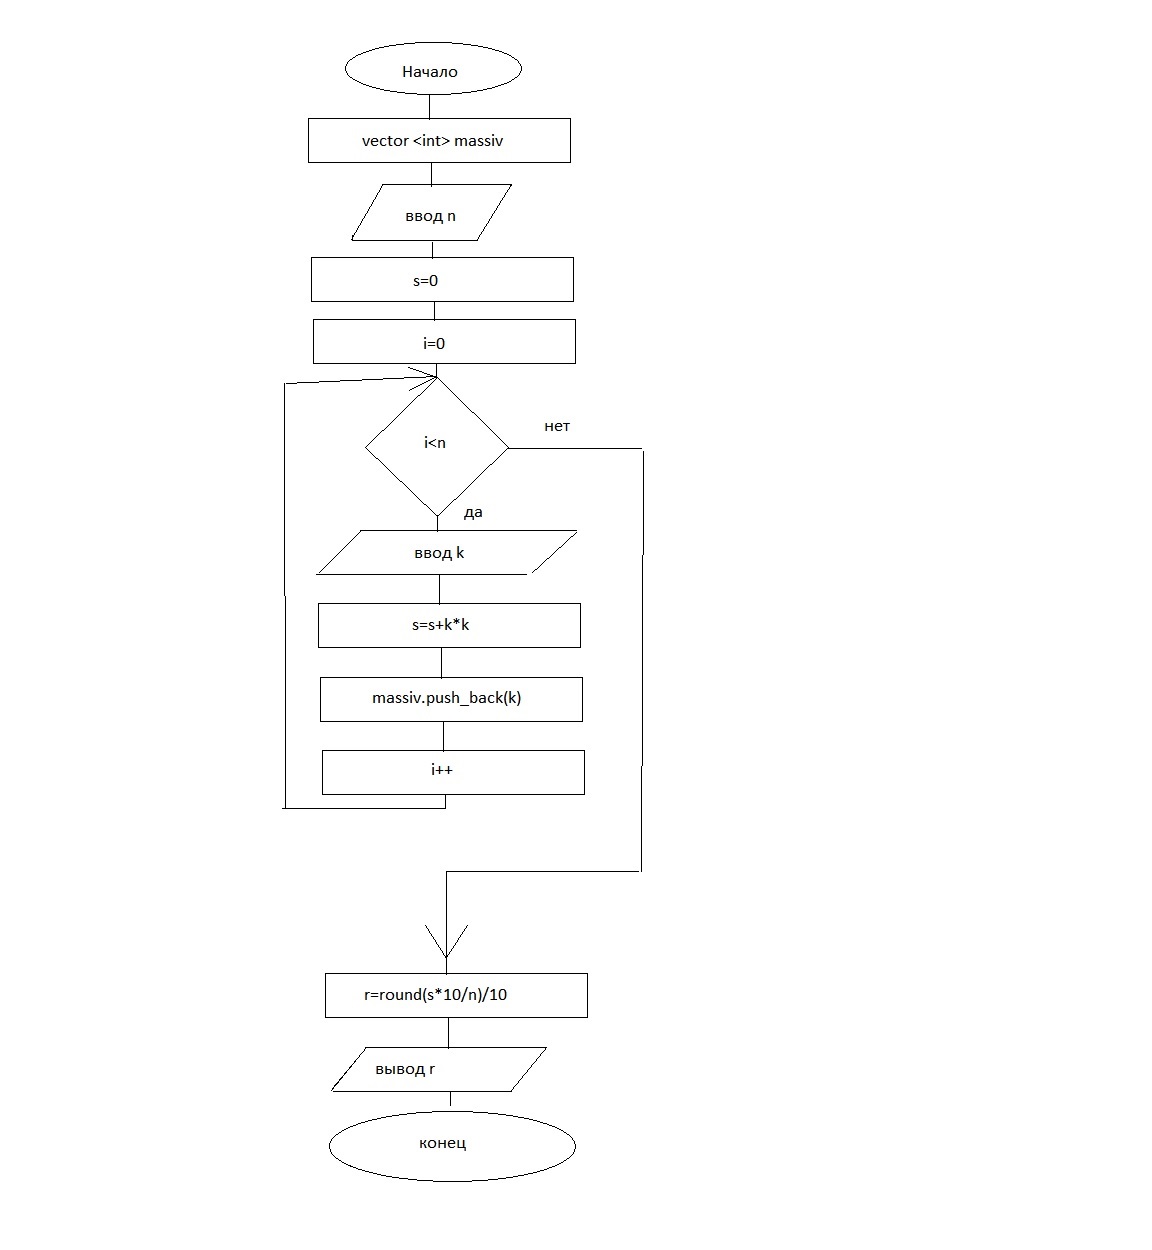 Начало
vector <int> massiv
ввод n
s=0
i=0
i<n
нет
да
ввод k
s=s+k*k
massiv.push_back(k)
i++
r=round(s*10/n)/10
вывод r
конец